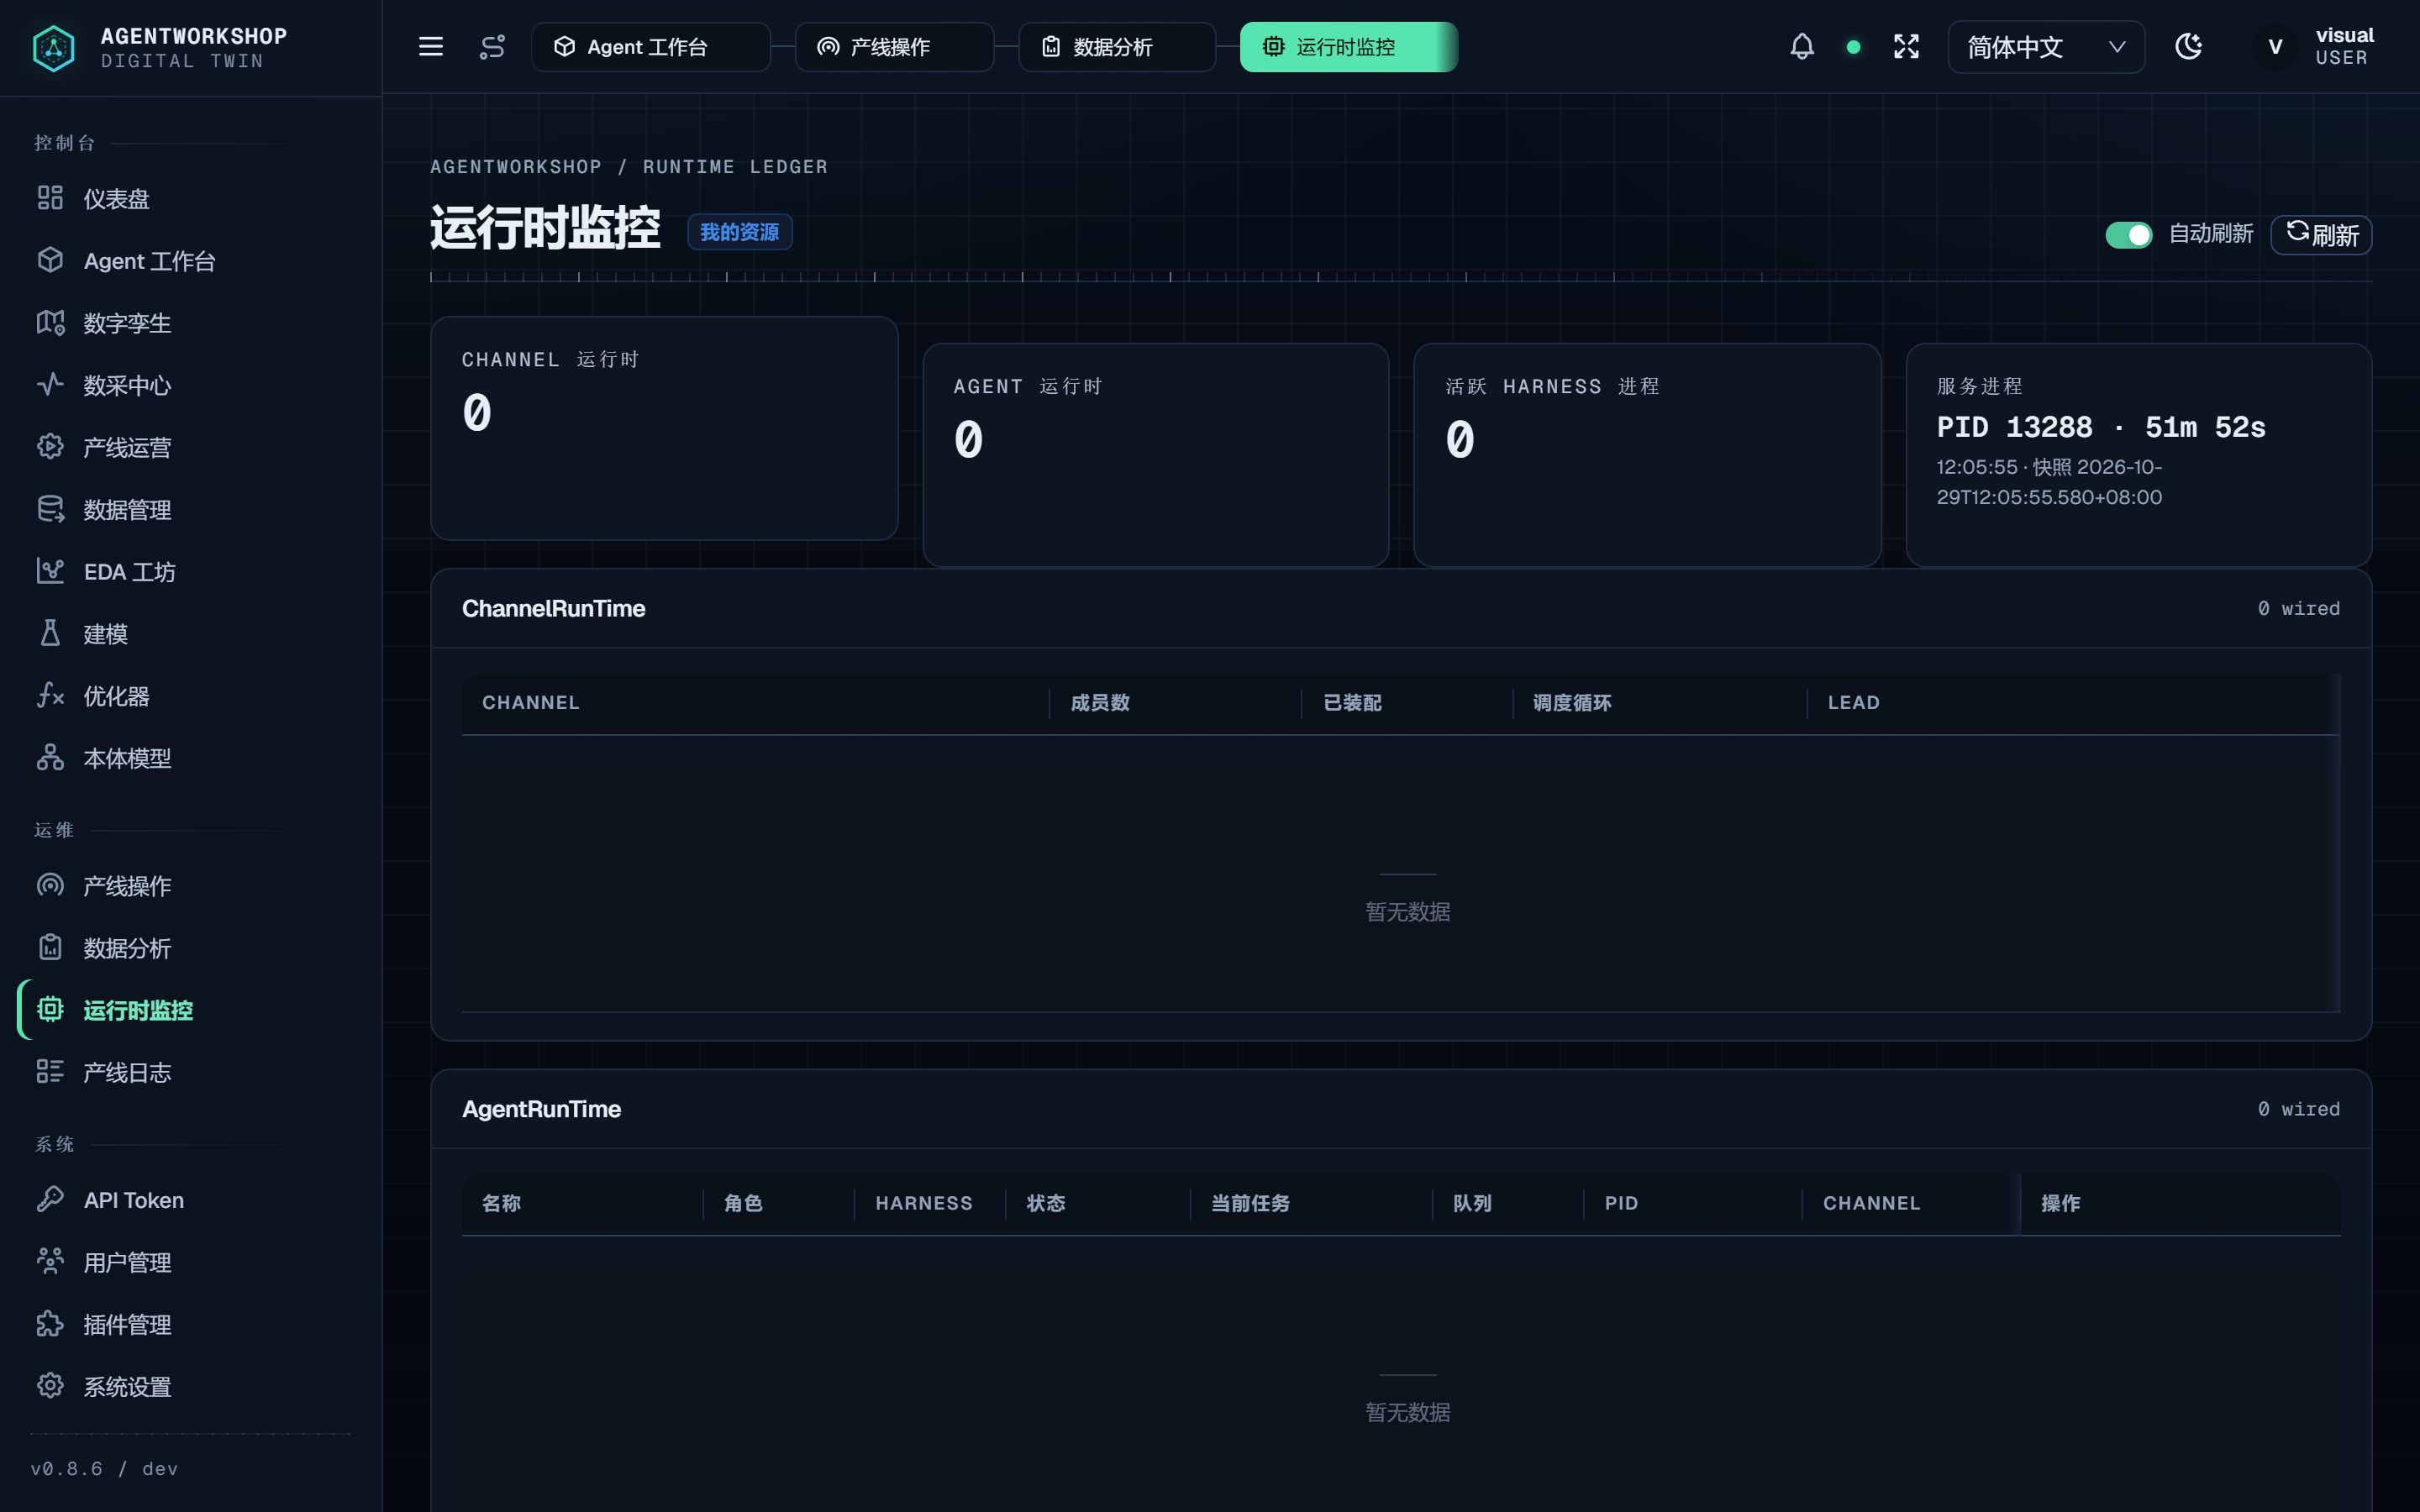 AGENTWORKSHOP
DIGITAL TWIN
控制台
仪表盘
Agent 工作台
数字孪生
数采中心
产线运营
数据管理
EDA 工坊
建模
优化器
本体模型
运维
产线操作
数据分析
运行时监控
产线日志
系统
API Token
用户管理
插件管理
系统设置
v0.8.6 / dev
Agent 工作台
产线操作
数据分析
运行时监控
简体中文
V
visual
USER
AGENTWORKSHOP / RUNTIME LEDGER
运行时监控
我的资源
自动刷新
刷新
CHANNEL 运行时
0
AGENT 运行时
0
活跃 HARNESS 进程
0
服务进程
PID 13288 · 51m 52s
12:05:55 · 快照 2026-10-
29T12:05:55.580+08:00
ChannelRunTime
0 wired
CHANNEL 成员数 已装配 调度循环 LEAD
暂无数据
AgentRunTime
0 wired
名称 角色 HARNESS 状态 当前任务 队列 PID CHANNEL 操作
暂无数据